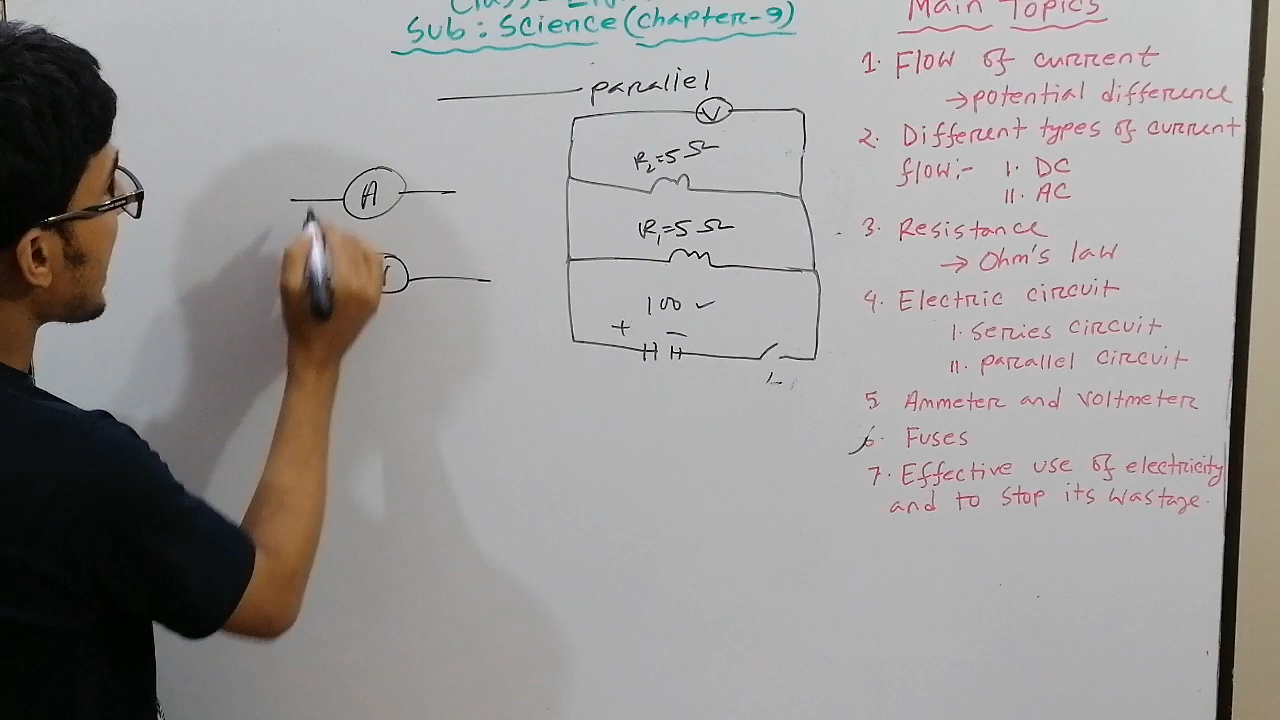 Sub: Science (chapter-9)
parallel
V
R₂=5Ω
R₁=5Ω
100 v
+ -
A
Main Topics
1. Flow of current
→potential difference
2. Different types of current
flow:- I. DC
II. AC
3. Resistance
→ Ohm's law
4. Electric circuit
I. series circuit
II. parallel circuit
5 Ammeter and voltmeter
6. Fuses
7. Effective use of electricity
and to stop its wastage.